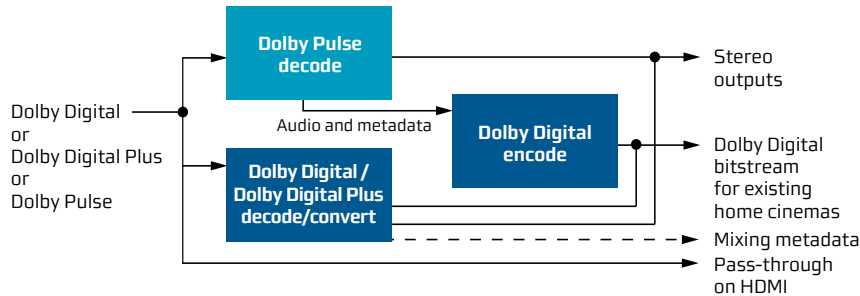 Dolby Digital
or
Dolby Digital Plus
or
Dolby Pulse
Dolby Pulse
decode
Audio and metadata
Dolby Digital
encode
Dolby Digital /
Dolby Digital Plus
decode/convert
Stereo
outputs
Dolby Digital
bitstream
for existing
home cinemas
Mixing metadata
Pass-through
on HDMI